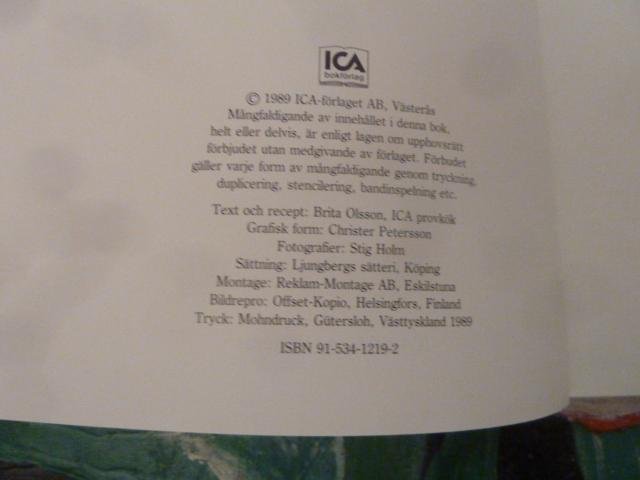 ICA
bokförlag
© 1989 ICA-förlaget AB, Västerås
Mångfaldigande av innehållet i denna bok,
helt eller delvis, är enligt lagen om upphovsrätt
förbjudet utan medgivande av förlaget. Förbudet
gäller varje form av mångfaldigande genom tryckning,
duplicering, stencilering, bandinspelning etc.
Text och recept: Brita Olsson, ICA provkök
Grafisk form: Christer Petersson
Fotografier: Stig Holm
Sättning: Ljungbergs sätteri, Köping
Montage: Reklam-Montage AB, Eskilstuna
Bildrepro: Offset-Kopio, Helsingfors, Finland
Tryck: Mohndruck, Gütersloh, Västtyskland 1989
ISBN 91-534-1219-2